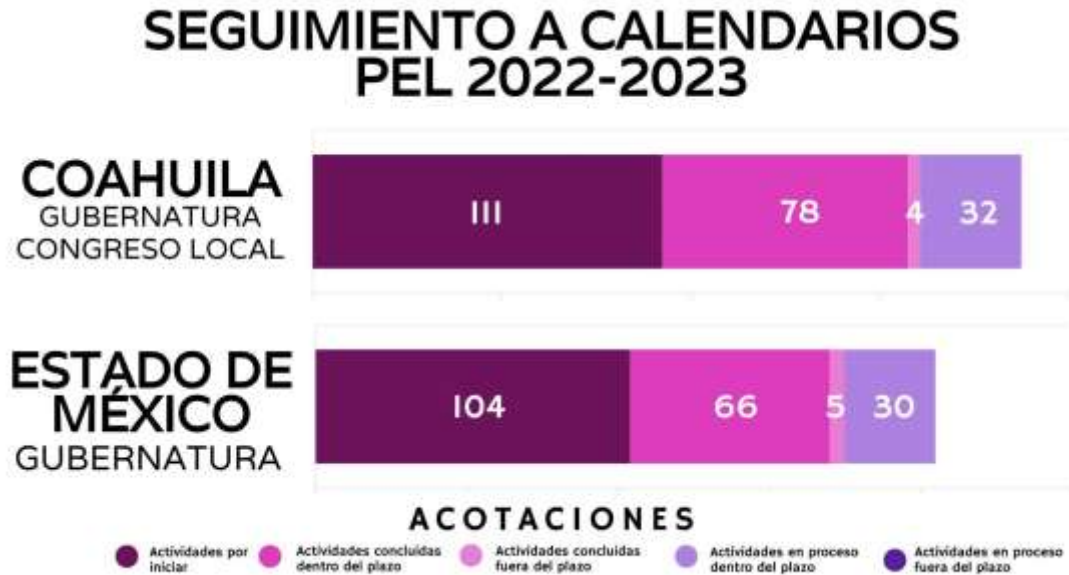 SEGUIMIENTO A CALENDARIOS
PEL 2022-2023
COAHUILA
GUBERNATURA
CONGRESO LOCAL
111
78
4
32
ESTADO DE
MÉXICO
GUBERNATURA
104
66
5
30
ACOTACIONES
Actividades por
iniciar
Actividades concluidas
dentro del plazo
Actividades concluidas
fuera del plazo
Actividades en proceso
dentro del plazo
Actividades en proceso
fuera del plazo